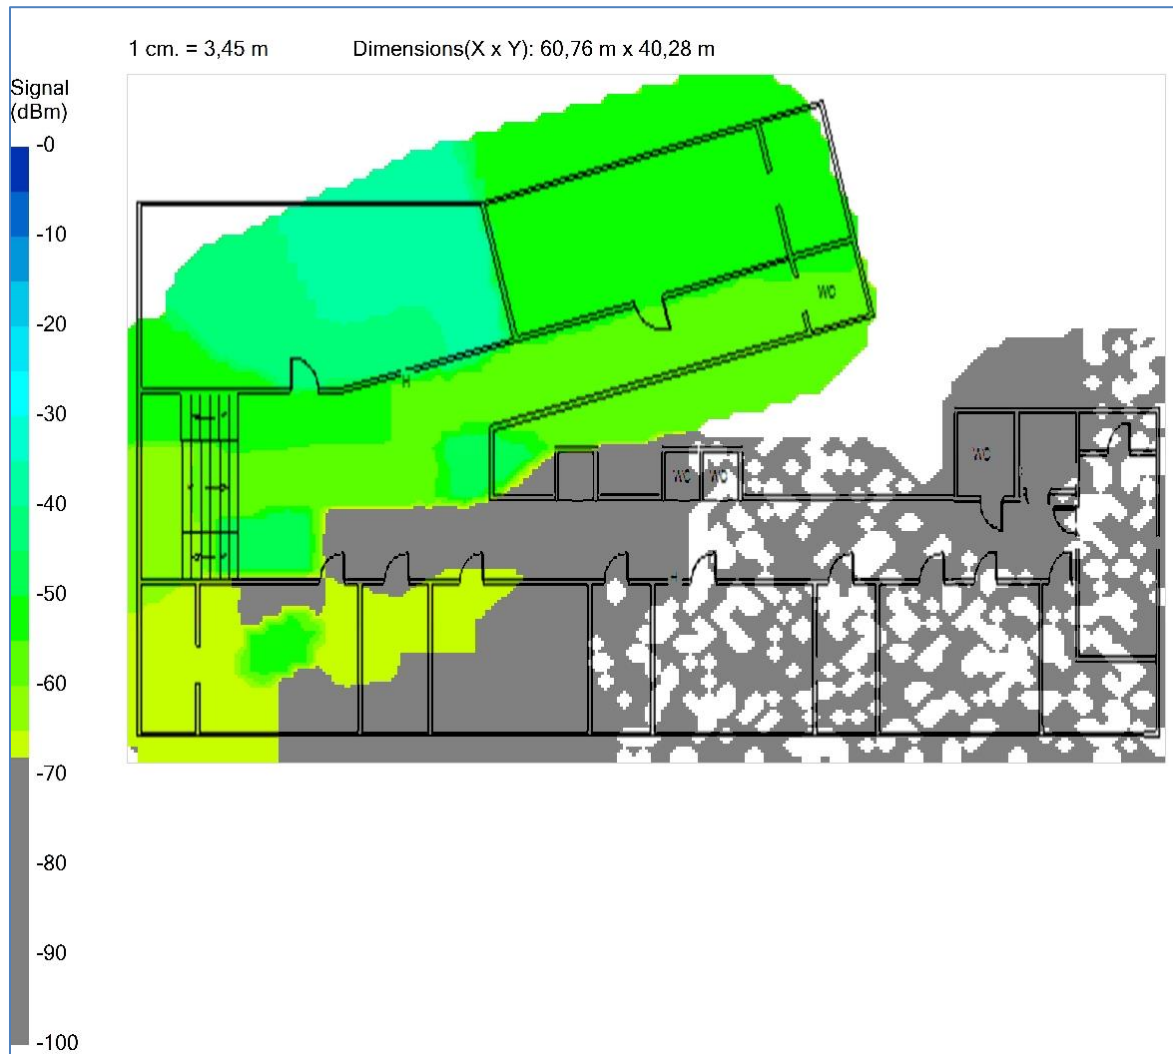 1 cm. = 3,45 m Dimensions(X x Y): 60,76 m x 40,28 m
Signal
(dBm)
-0
-10
-20
-30
-40
-50
-60
-70
-80
-90
-100
WC
H
WC
WC
WC
H